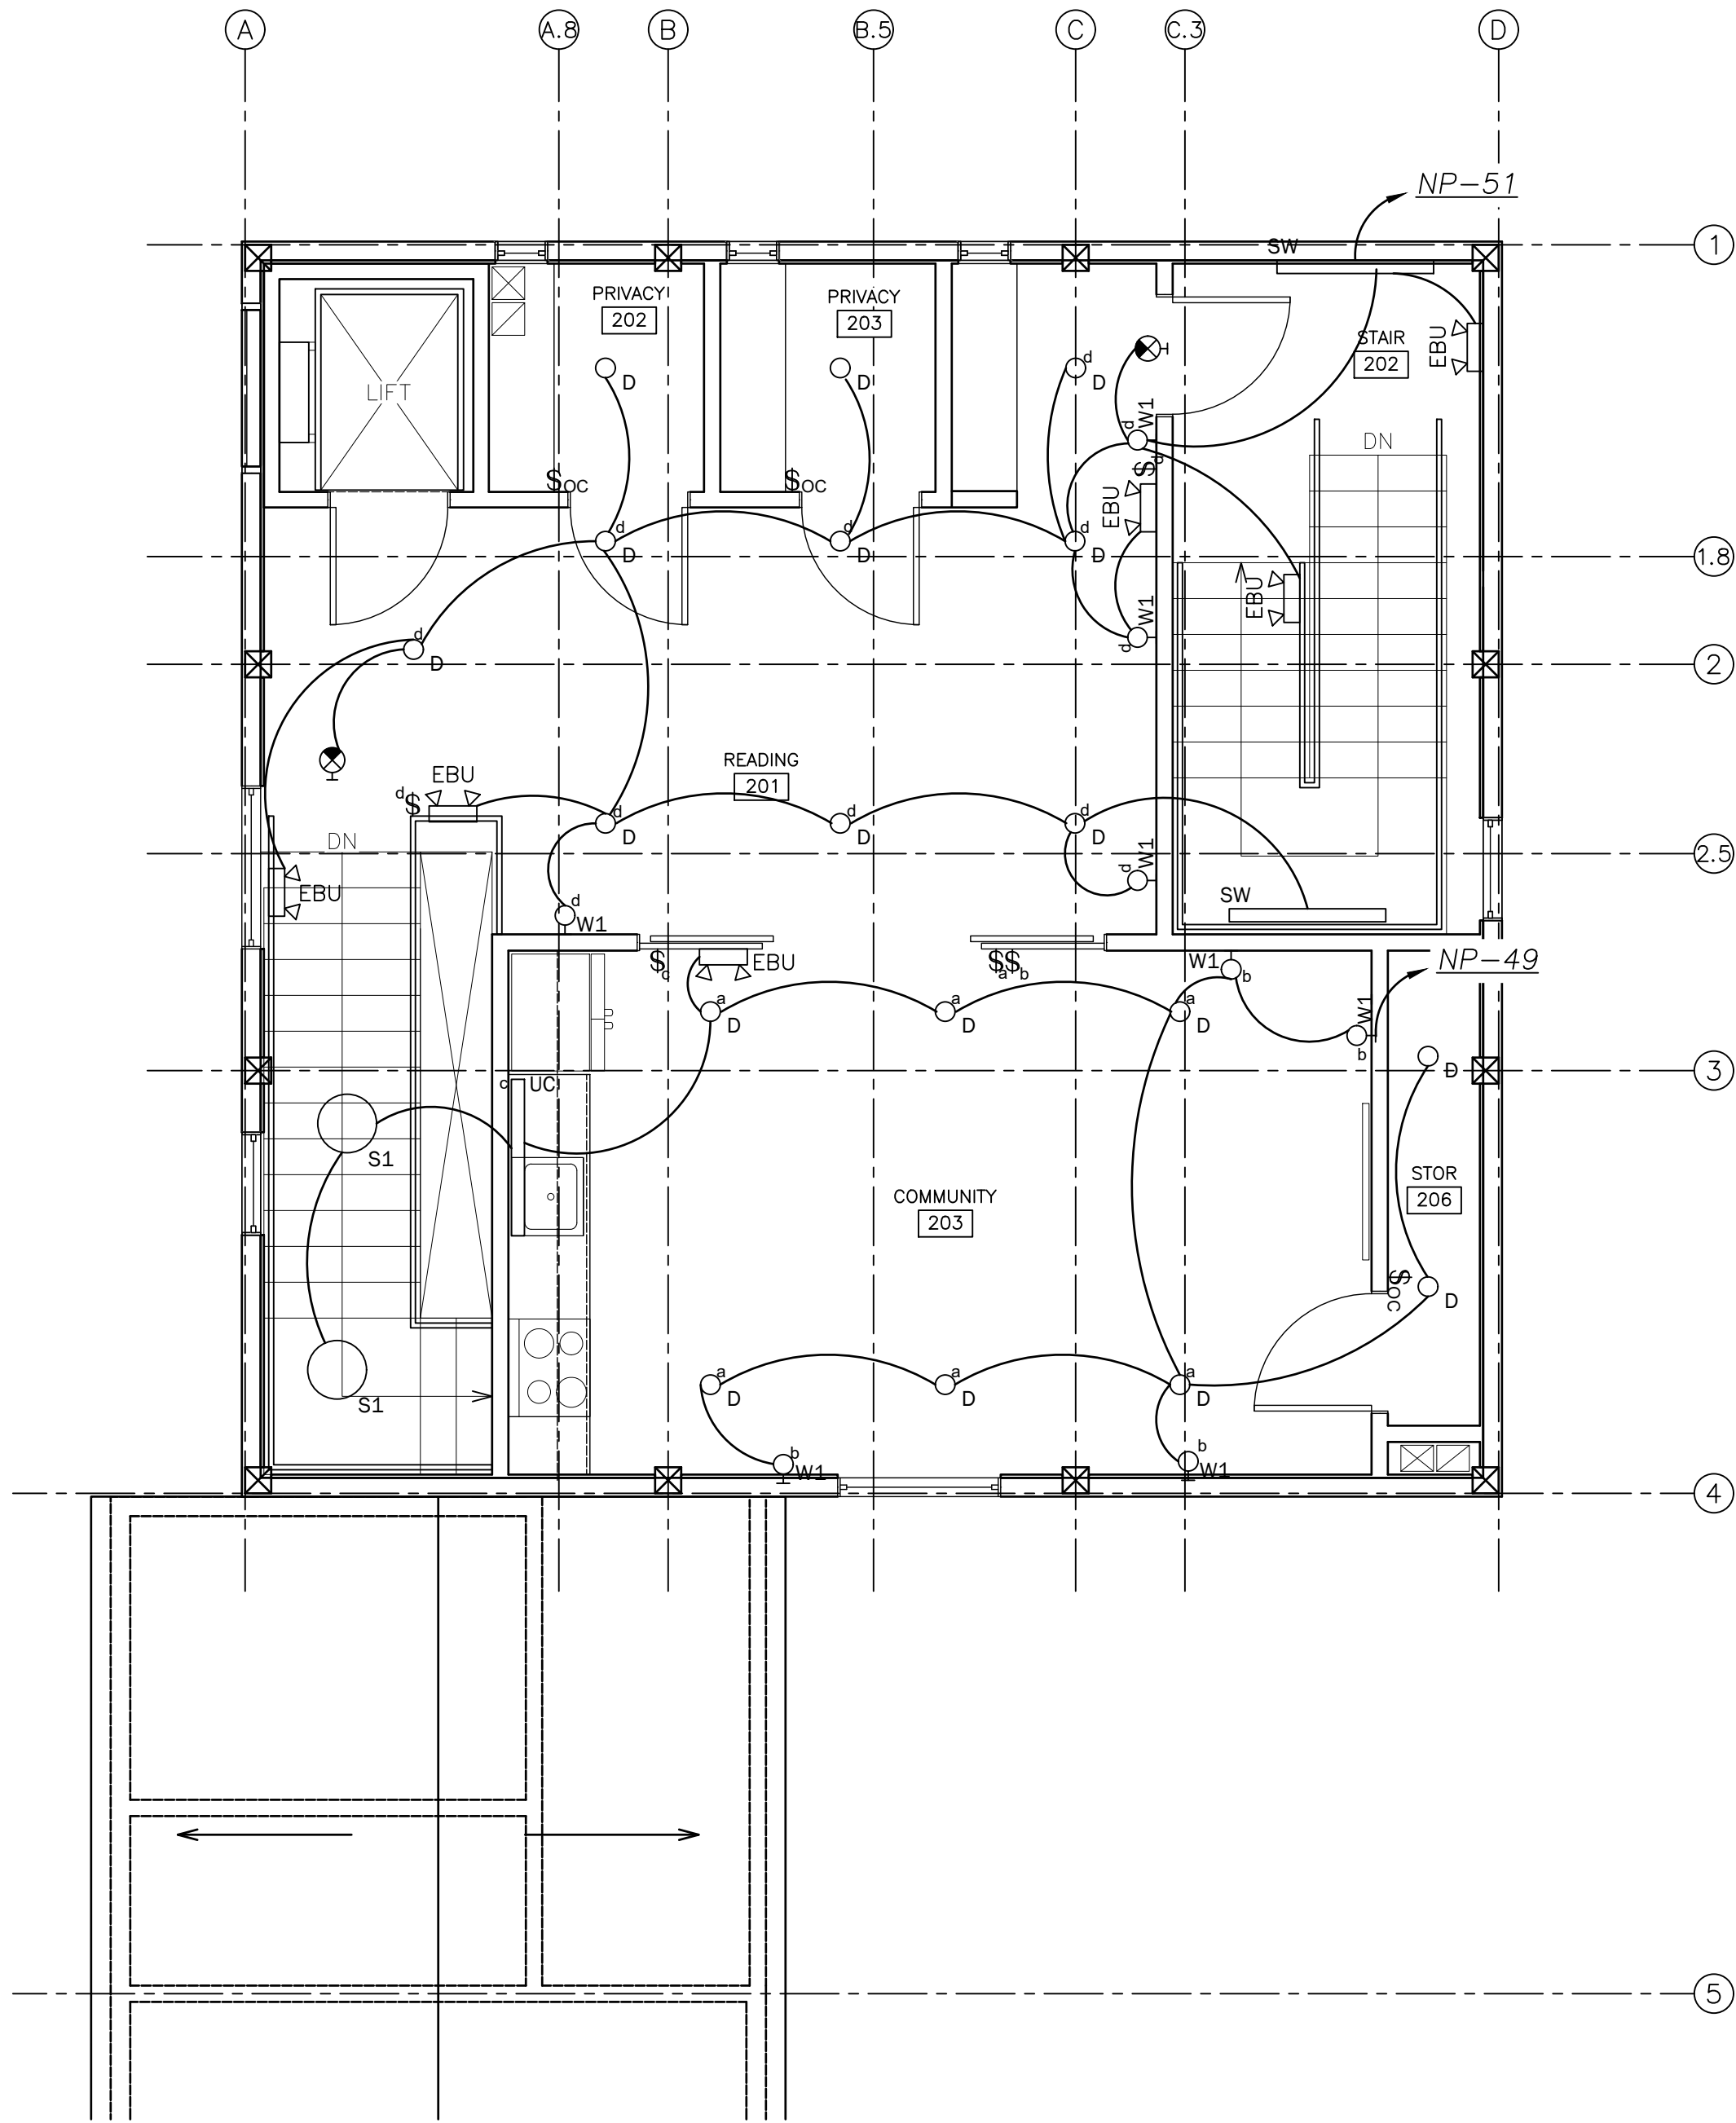 A A.8 B B.5 C C.3 D
NP-51
SW
1
PRIVACY
202
PRIVACY
203
STAIR
202
EBU
LIFT
D
D
d
D
d
W1
DN
$d
$OC
$OC
EBU
d
D
d
D
d
D
1.8
EBU
W1
d
d
D
2
READING
201
EBU
d$
d
D
d
D
d
D
DN
W1
d
2.5
EBU
SW
d
W1
$c
EBU
$a$b
W1
b
NP-49
W1
b
a
D
a
D
a
D
D
3
c
UC
S1
COMMUNITY
203
STOR
206
$OC
D
a
D
a
D
a
D
S1
b
W1
b
W1
4
5